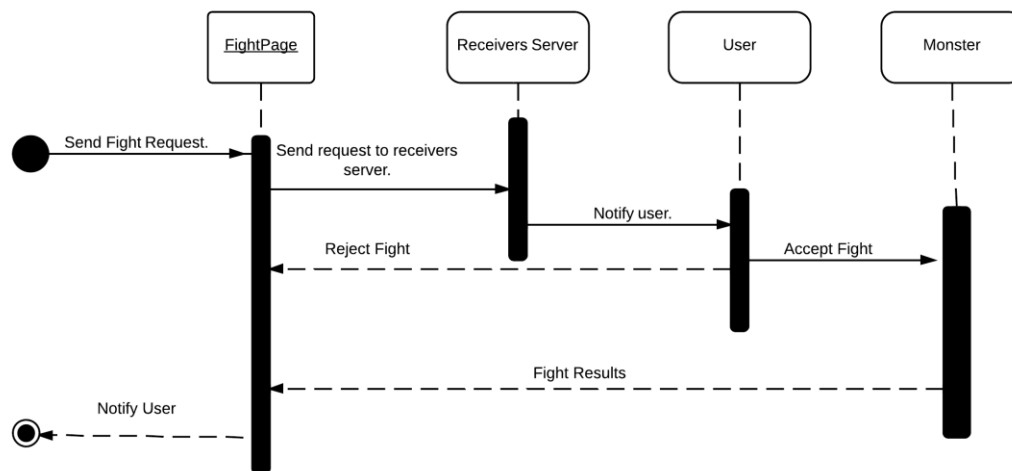 FightPage
Receivers Server
User
Monster
Send Fight Request.
Send request to receivers
server.
Notify user.
Reject Fight
Accept Fight
Fight Results
Notify User